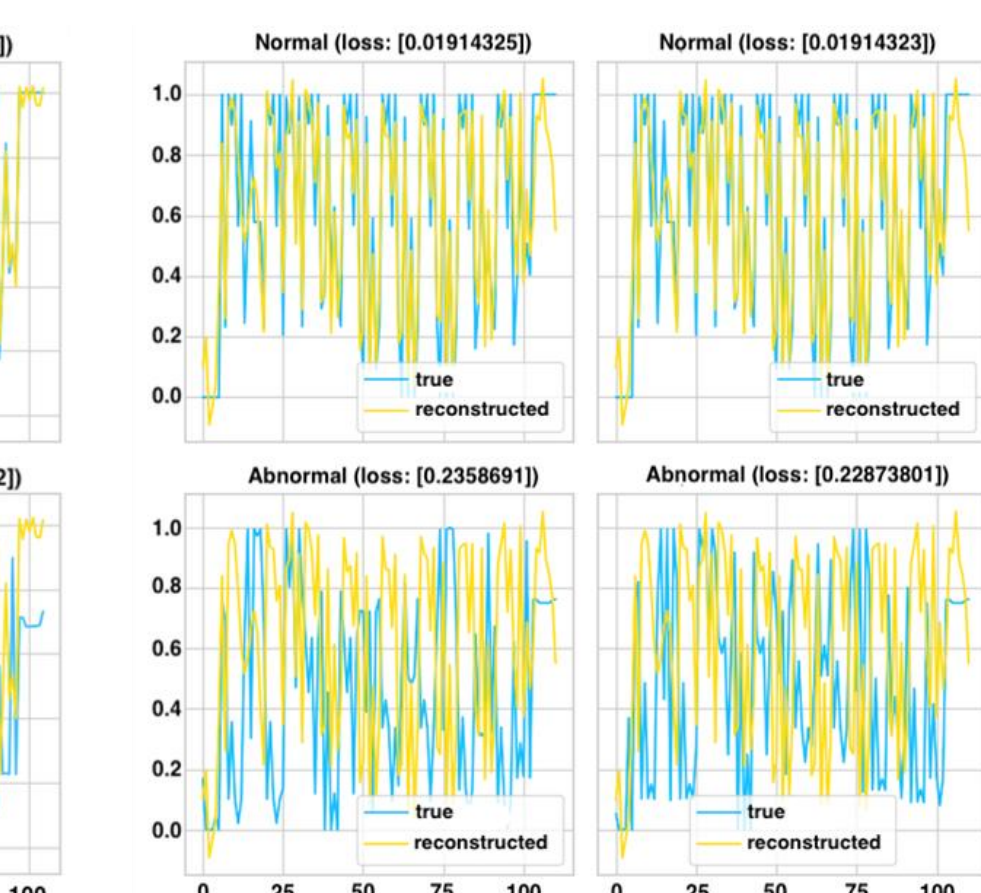 ])
Normal (loss: [0.01914325])
Normal (loss: [0.01914323])
1.0
0.8
0.6
0.4
0.2
0.0
true
reconstructed
true
reconstructed
2])
Abnormal (loss: [0.2358691])
Abnormal (loss: [0.22873801])
1.0
0.8
0.6
0.4
0.2
0.0
true
reconstructed
true
reconstructed
100
0 25 50 75 100
0 25 50 75 100